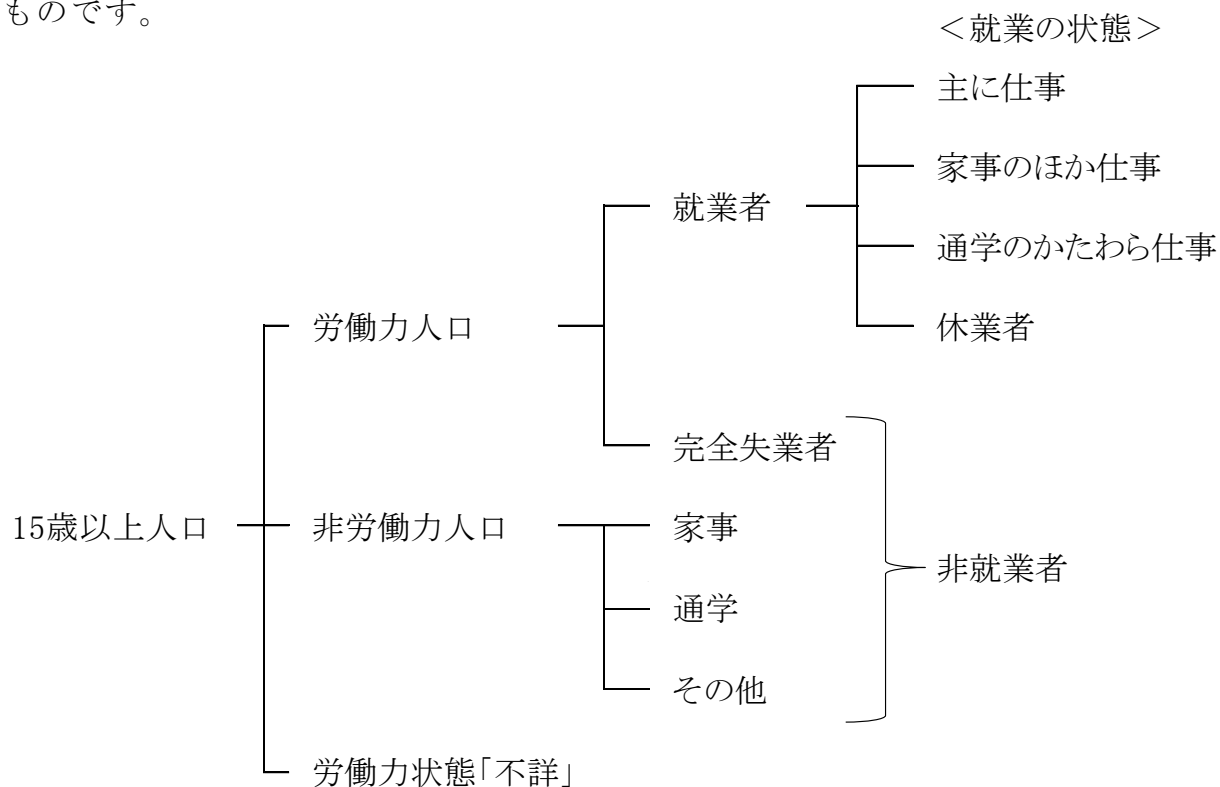 ものです。
＜就業の状態＞
主に仕事
家事のほか仕事
就業者
通学のかたわら仕事
労働力人口
休業者
完全失業者
15歳以上人口
非労働力人口
家事
非就業者
通学
その他
労働力状態「不詳」